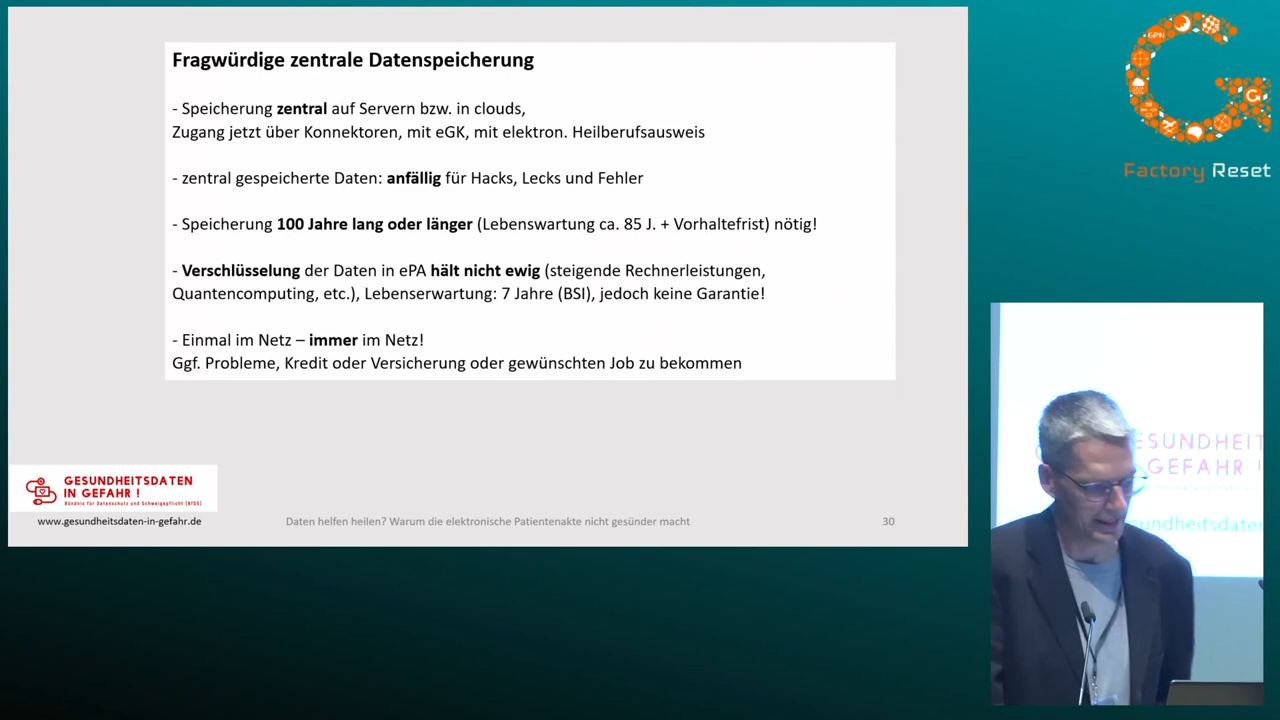 Fragwürdige zentrale Datenspeicherung
- Speicherung zentral auf Servern bzw. in clouds,
Zugang jetzt über Konnektoren, mit eGK, mit elektron. Heilberufsausweis
- zentral gespeicherte Daten: anfällig für Hacks, Lecks und Fehler
- Speicherung 100 Jahre lang oder länger (Lebenswartung ca. 85 J. + Vorhaltefrist) nötig!
- Verschlüsselung der Daten in ePA hält nicht ewig (steigende Rechnerleistungen,
Quantencomputing, etc.), Lebenserwartung: 7 Jahre (BSI), jedoch keine Garantie!
- Einmal im Netz – immer im Netz!
Ggf. Probleme, Kredit oder Versicherung oder gewünschten Job zu bekommen
GESUNDHEITSDATEN
IN GEFAHR !
Bündnis für Datenschutz und Schweigepflicht (BfDS)
www.gesundheitsdaten-in-gefahr.de
Daten helfen heilen? Warum die elektronische Patientenakte nicht gesünder macht
30
GPN
Factory Reset
ESUNDHEIT
GEFAHR !
sundheitsdaten